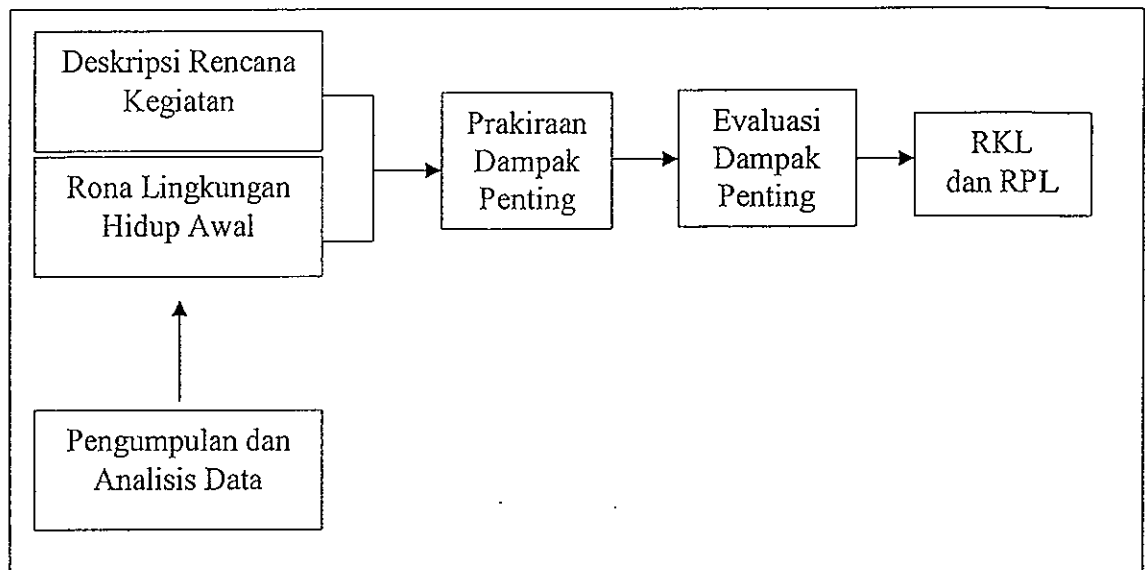 Deskripsi Rencana
Kegiatan
Rona Lingkungan
Hidup Awal
Prakiraan
Dampak
Penting
Evaluasi
Dampak
Penting
RKL
dan RPL
Pengumpulan dan
Analisis Data